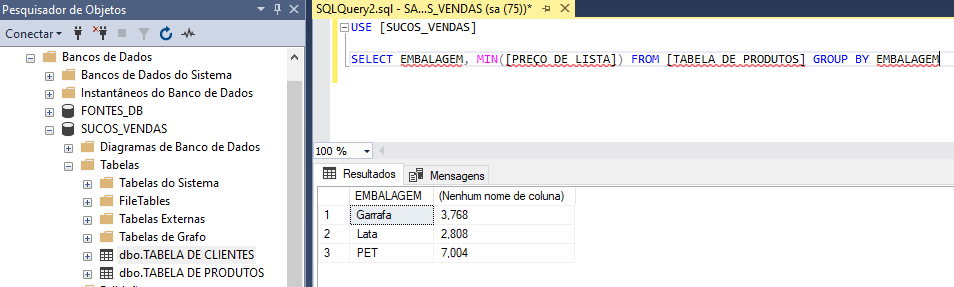 Pesquisador de Objetos
Conectar
Bancos de Dados
Bancos de Dados do Sistema
Instantâneos do Banco de Dados
FONTES_DB
SUCOS_VENDAS
Diagramas de Banco de Dados
Tabelas
Tabelas do Sistema
FileTables
Tabelas Externas
Tabelas de Grafo
dbo.TABELA DE CLIENTES
dbo.TABELA DE PRODUTOS
SQLQuery2.sql - SA...S_VENDAS (sa (75))*
USE [SUCOS_VENDAS]
SELECT EMBALAGEM, MIN([PREÇO DE LISTA]) FROM [TABELA DE PRODUTOS] GROUP BY EMBALAGEM
100 %
Resultados Mensagens
EMBALAGEM (Nenhum nome de coluna)
1 Garrafa 3,768
2 Lata 2,808
3 PET 7,004